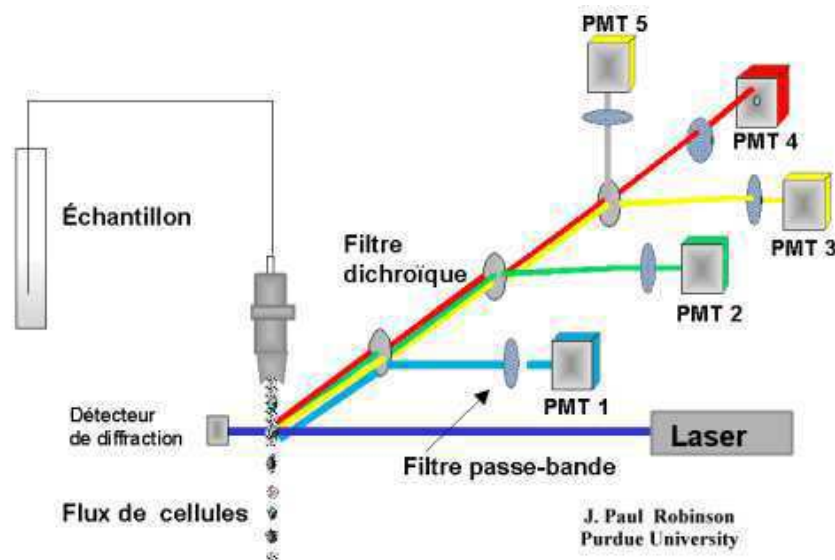 PMT 5
PMT 4
Échantillon
PMT 3
Filtre
dichroïque
PMT 2
PMT 1
Détecteur
de diffraction
Laser
Filtre passe-bande
Flux de cellules
J. Paul Robinson
Purdue University